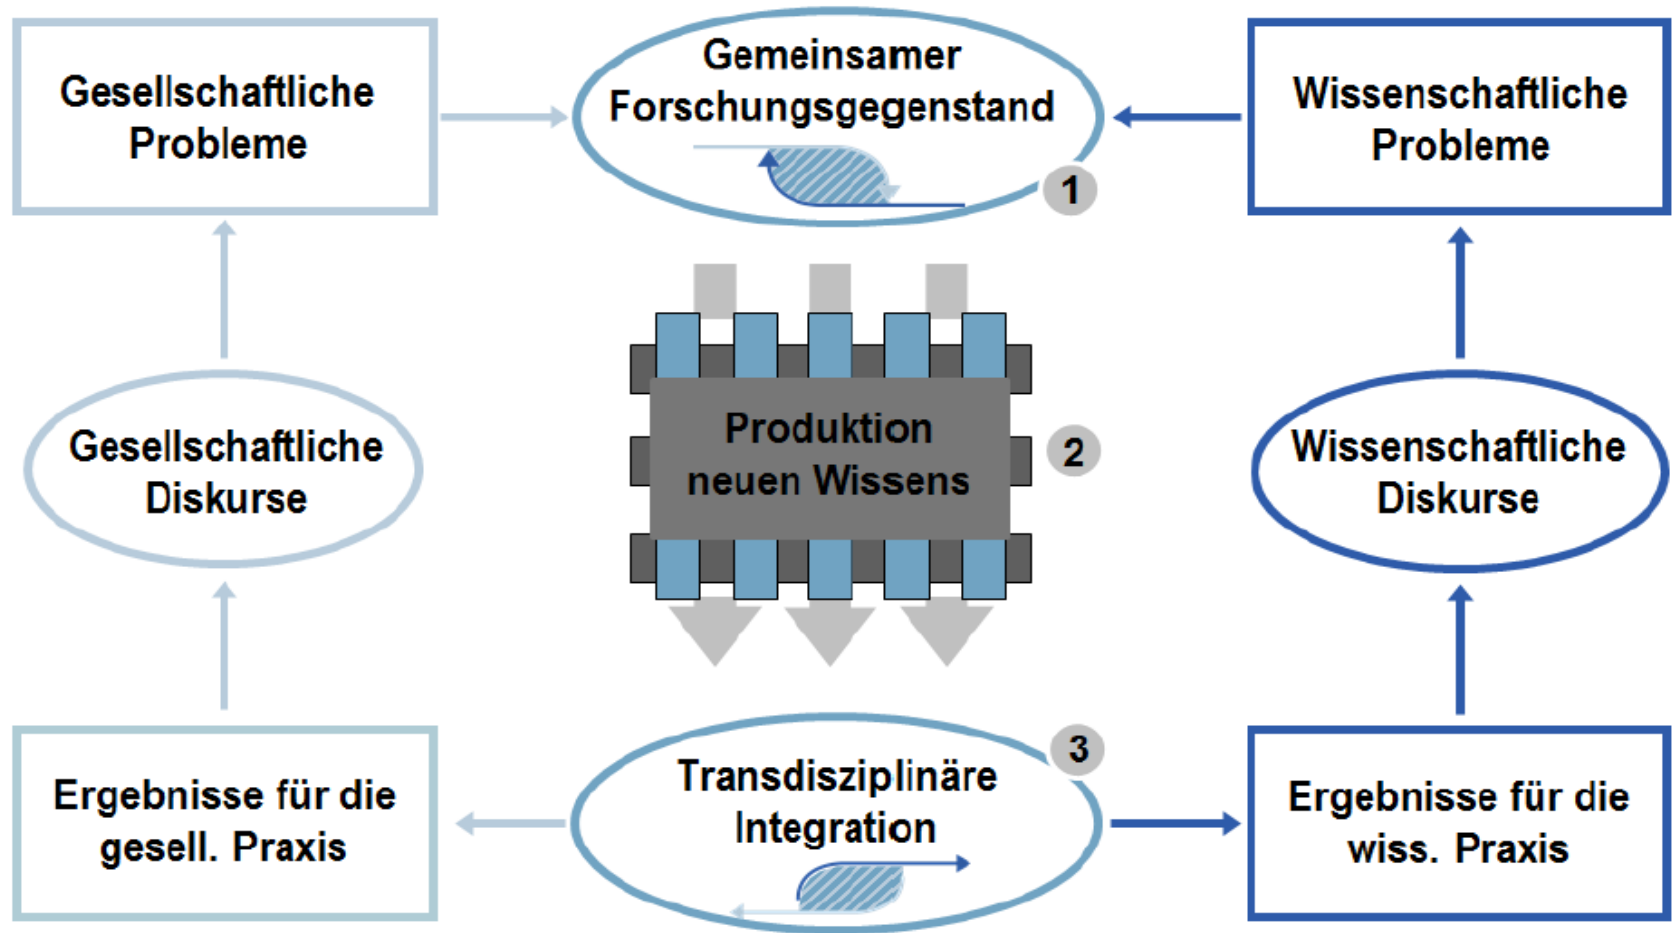 Gesellschaftliche
Probleme
Gemeinsamer
Forschungsgegenstand
1
Wissenschaftliche
Probleme
Gesellschaftliche
Diskurse
Produktion
neuen Wissens
2
Wissenschaftliche
Diskurse
Ergebnisse für die
gesell. Praxis
Transdisziplinäre
Integration
3
Ergebnisse für die
wiss. Praxis